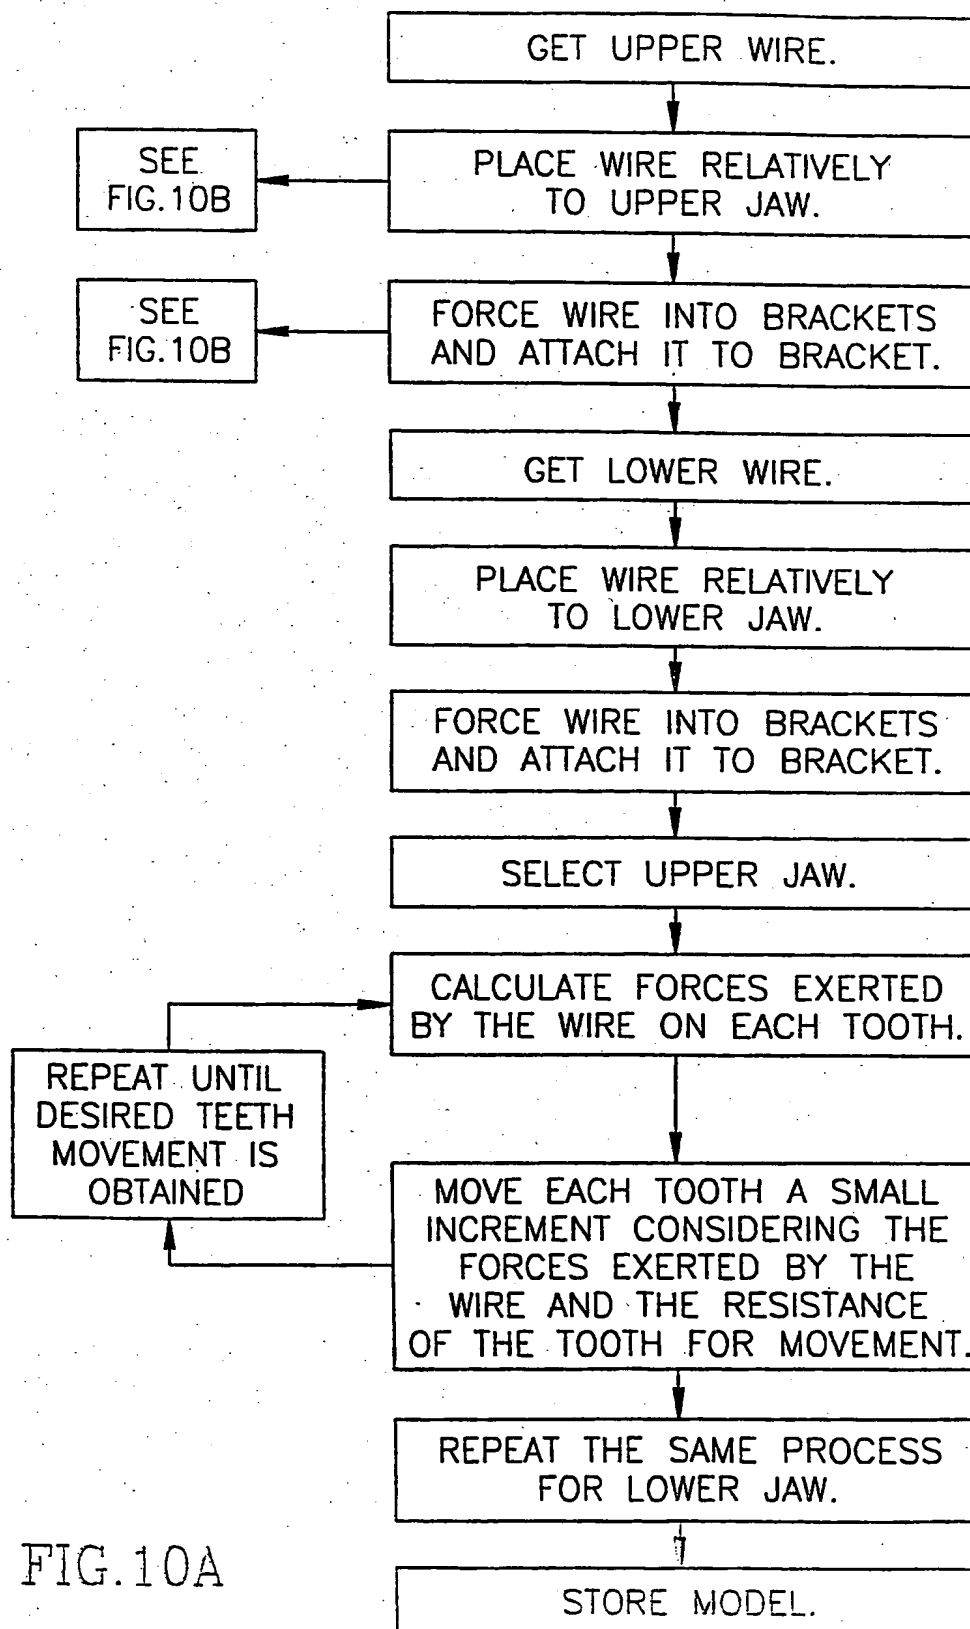 GET UPPER WIRE.
SEE
FIG.10B
PLACE WIRE RELATIVELY
TO UPPER JAW.
SEE
FIG.10B
FORCE WIRE INTO BRACKETS
AND ATTACH IT TO BRACKET.
GET LOWER WIRE.
PLACE WIRE RELATIVELY
TO LOWER JAW.
FORCE WIRE INTO BRACKETS
AND ATTACH IT TO BRACKET.
SELECT UPPER JAW.
CALCULATE FORCES EXERTED
BY THE WIRE ON EACH TOOTH.
REPEAT UNTIL
DESIRED TEETH
MOVEMENT IS
OBTAINED
MOVE EACH TOOTH A SMALL
INCREMENT CONSIDERING THE
FORCES EXERTED BY THE
WIRE AND THE RESISTANCE
OF THE TOOTH FOR MOVEMENT.
REPEAT THE SAME PROCESS
FOR LOWER JAW.
STORE MODEL.
FIG.10A